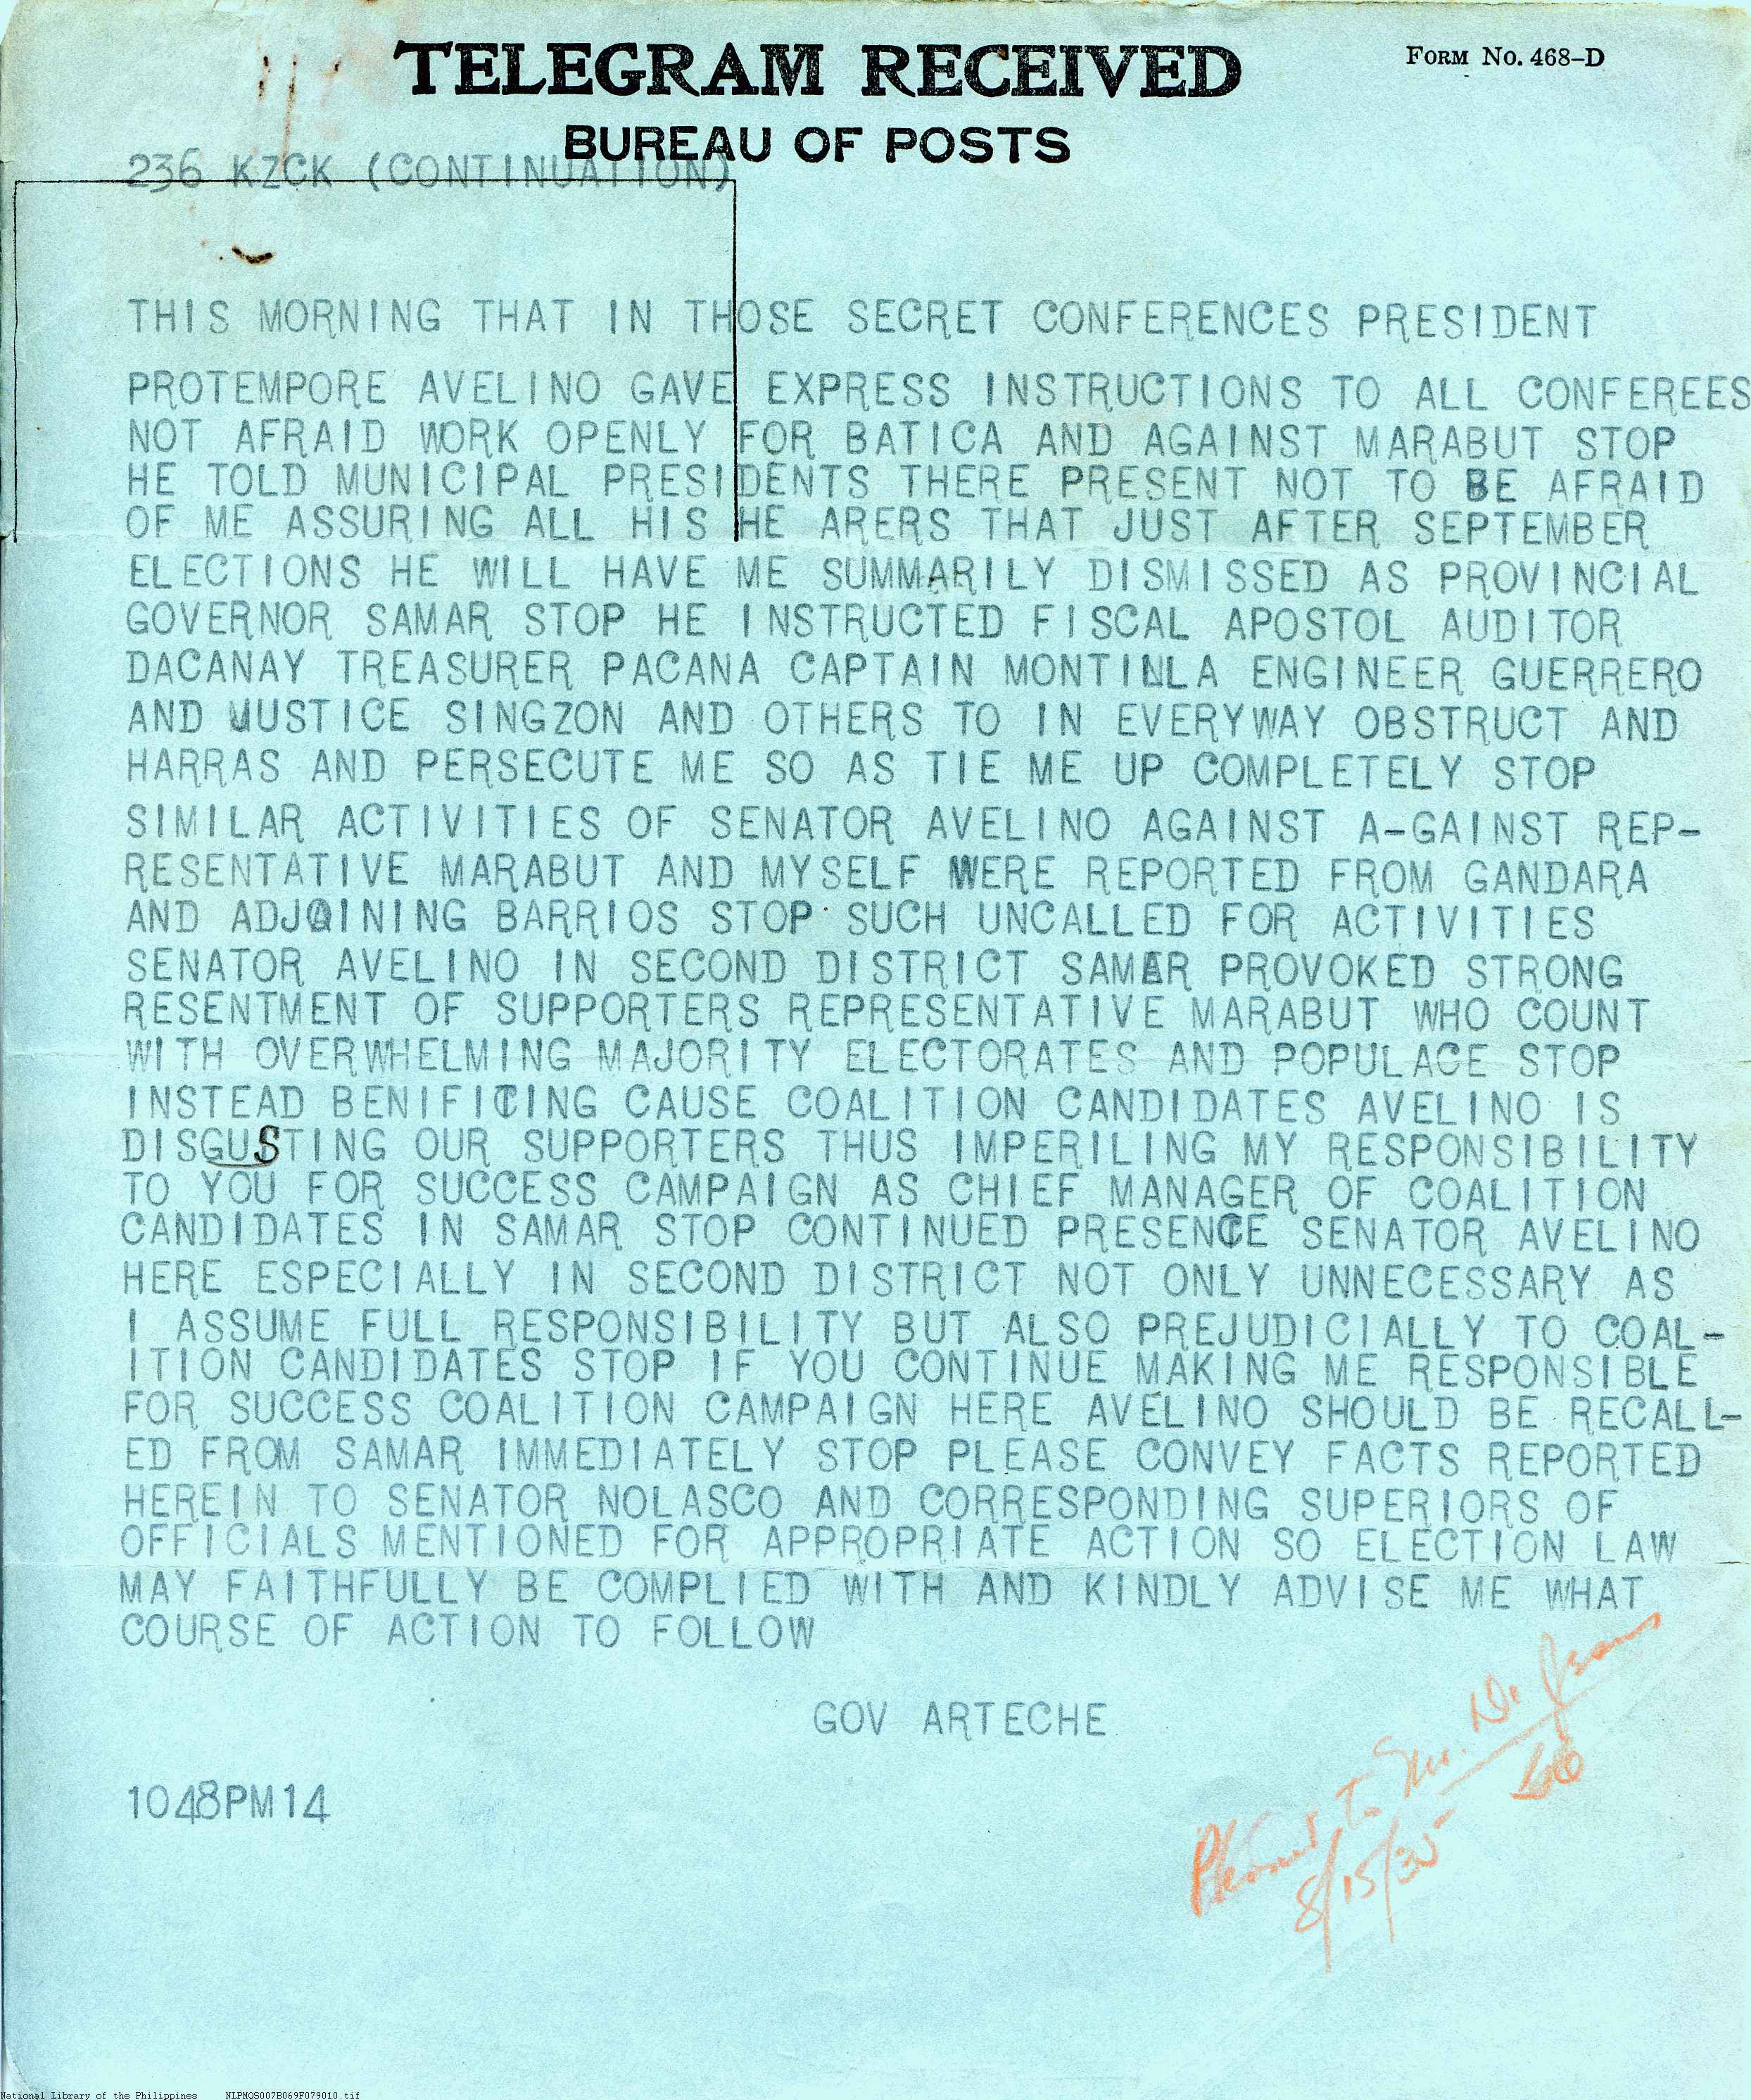 TELEGRAM RECEIVED
FORM NO. 468-D
BUREAU OF POSTS
236 KZCK (CONTINUATION)
THIS MORNING THAT IN THOSE SECRET CONFERENCES PRESIDENT
PROTEMPORE AVELINO GAVE EXPRESS INSTRUCTIONS TO ALL CONFEREES
NOT AFRAID WORK OPENLY FOR BATICA AND AGAINST MARABUT STOP
HE TOLD MUNICIPAL PRESIDENTS THERE PRESENT NOT TO BE AFRAID
OF ME ASSURING ALL HIS HE ARERS THAT JUST AFTER SEPTEMBER
ELECTIONS HE WILL HAVE ME SUMMARILY DISMISSED AS PROVINCIAL
GOVERNOR SAMAR STOP HE INSTRUCTED FISCAL APOSTOL AUDITOR
DACANAY TREASURER PACANA CAPTAIN MONTILLA ENGINEER GUERRERO
AND JUSTICE SINGZON AND OTHERS TO IN EVERYWAY OBSTRUCT AND
HARRAS AND PERSECUTE ME SO AS TIE ME UP COMPLETELY STOP
SIMILAR ACTIVITIES OF SENATOR AVELINO AGAINST A-GAINST REP-
RESENTATIVE MARABUT AND MYSELF WERE REPORTED FROM GANDARA
AND ADJOINING BARRIOS STOP SUCH UNCALLED FOR ACTIVITIES
SENATOR AVELINO IN SECOND DISTRICT SAMAR PROVOKED STRONG
RESENTMENT OF SUPPORTERS REPRESENTATIVE MARABUT WHO COUNT
WITH OVERWHELMING MAJORITY ELECTORATES AND POPULACE STOP
INSTEAD BENIFICING CAUSE COALITION CANDIDATES AVELINO IS
DISGUSTING OUR SUPPORTERS THUS IMPERILING MY RESPONSIBILITY
TO YOU FOR SUCCESS CAMPAIGN AS CHIEF MANAGER OF COALITION
CANDIDATES IN SAMAR STOP CONTINUED PRESENCE SENATOR AVELINO
HERE ESPECIALLY IN SECOND DISTRICT NOT ONLY UNNECESSARY AS
I ASSUME FULL RESPONSIBILITY BUT ALSO PREJUDICIALLY TO COAL-
ITION CANDIDATES STOP IF YOU CONTINUE MAKING ME RESPONSIBLE
FOR SUCCESS COALITION CAMPAIGN HERE AVELINO SHOULD BE RECALL-
ED FROM SAMAR IMMEDIATELY STOP PLEASE CONVEY FACTS REPORTED
HEREIN TO SENATOR NOLASCO AND CORRESPONDING SUPERIORS OF
OFFICIALS MENTIONED FOR APPROPRIATE ACTION SO ELECTION LAW
MAY FAITHFULLY BE COMPLIED WITH AND KINDLY ADVISE ME WHAT
COURSE OF ACTION TO FOLLOW
GOV ARTECHE
1048PM14
Phoned to Mr. De Jesus
8/15/35
National Library of the Philippines NLPMQS007B069F079010.tif